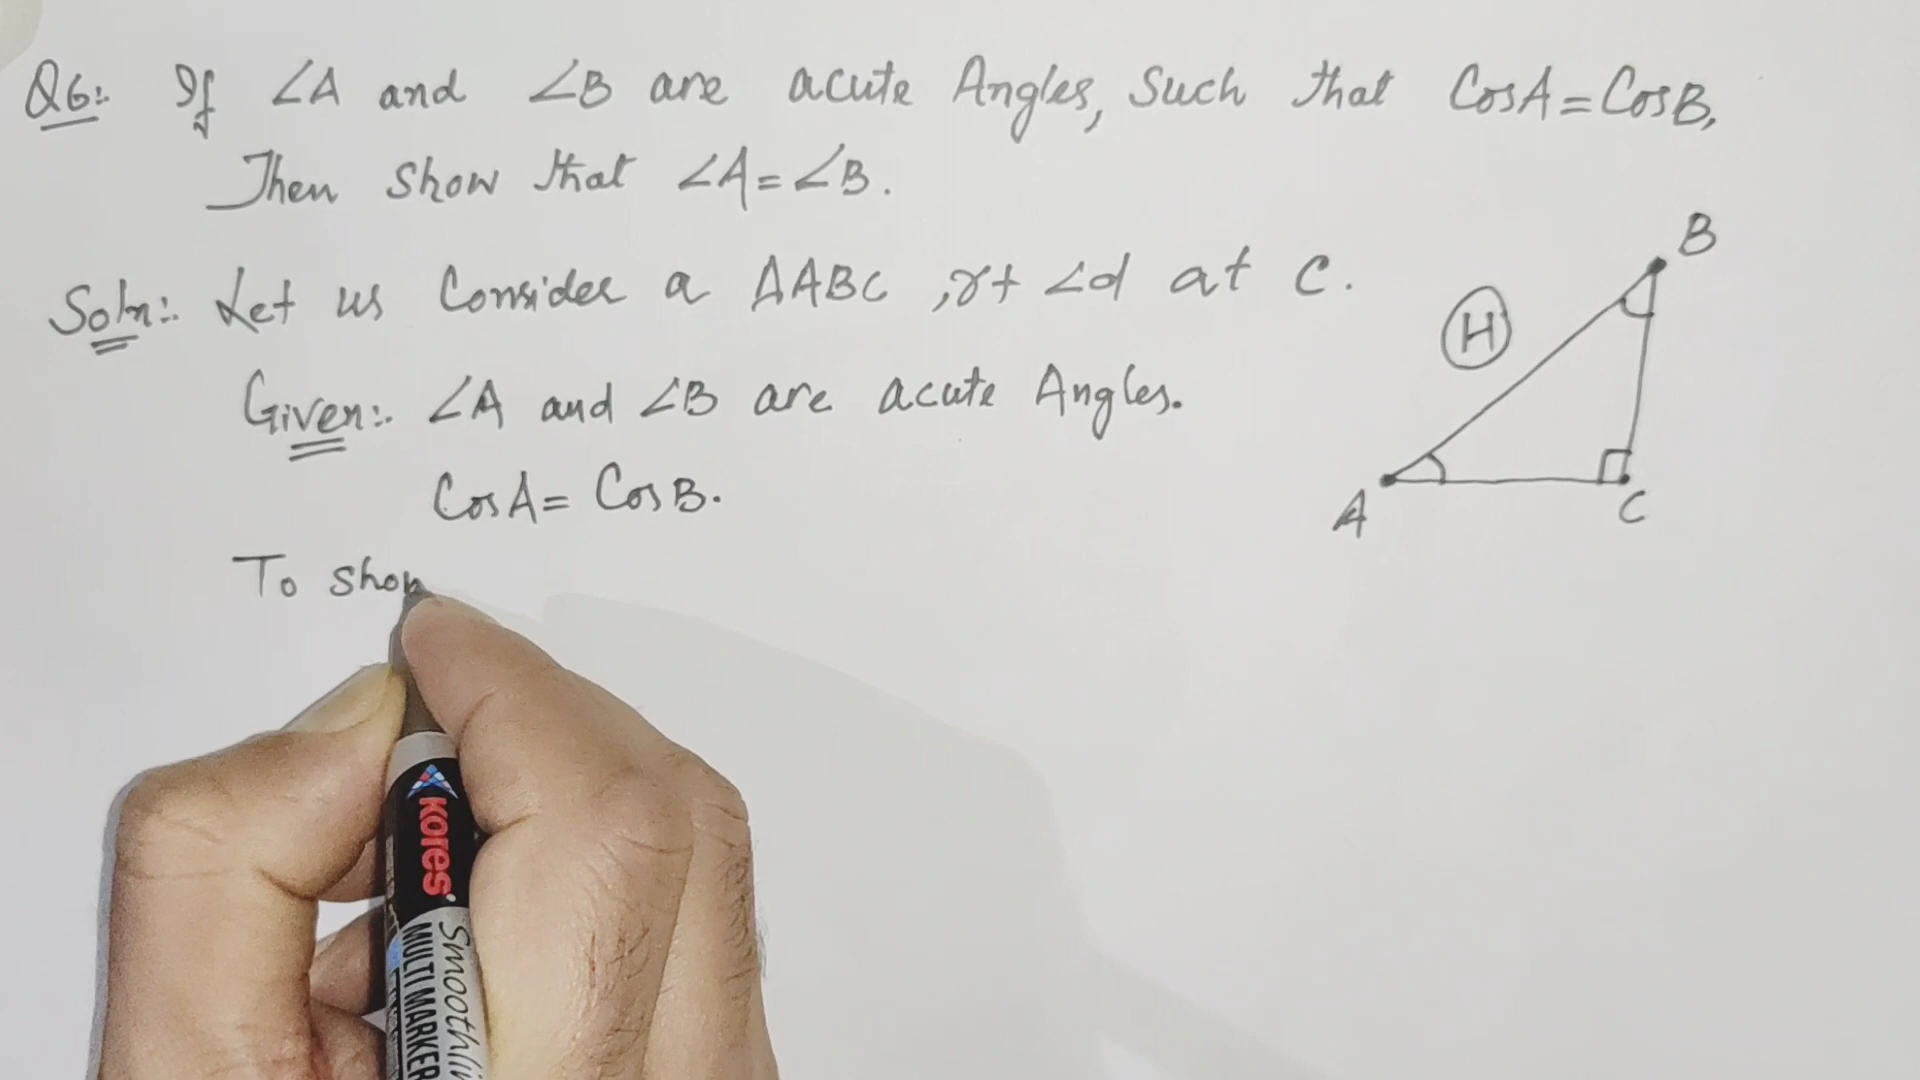 Q6:- If ∠A and ∠B are acute Angles, Such that CosA=CosB,
Then show that ∠A=∠B.
Soln:- Let us Consider a ΔABC, rt ∠d at C.
Given:- ∠A and ∠B are acute Angles.
CosA= CosB.
To show
B
H
A
C
KORES
Smoothli
MULTI MARKER